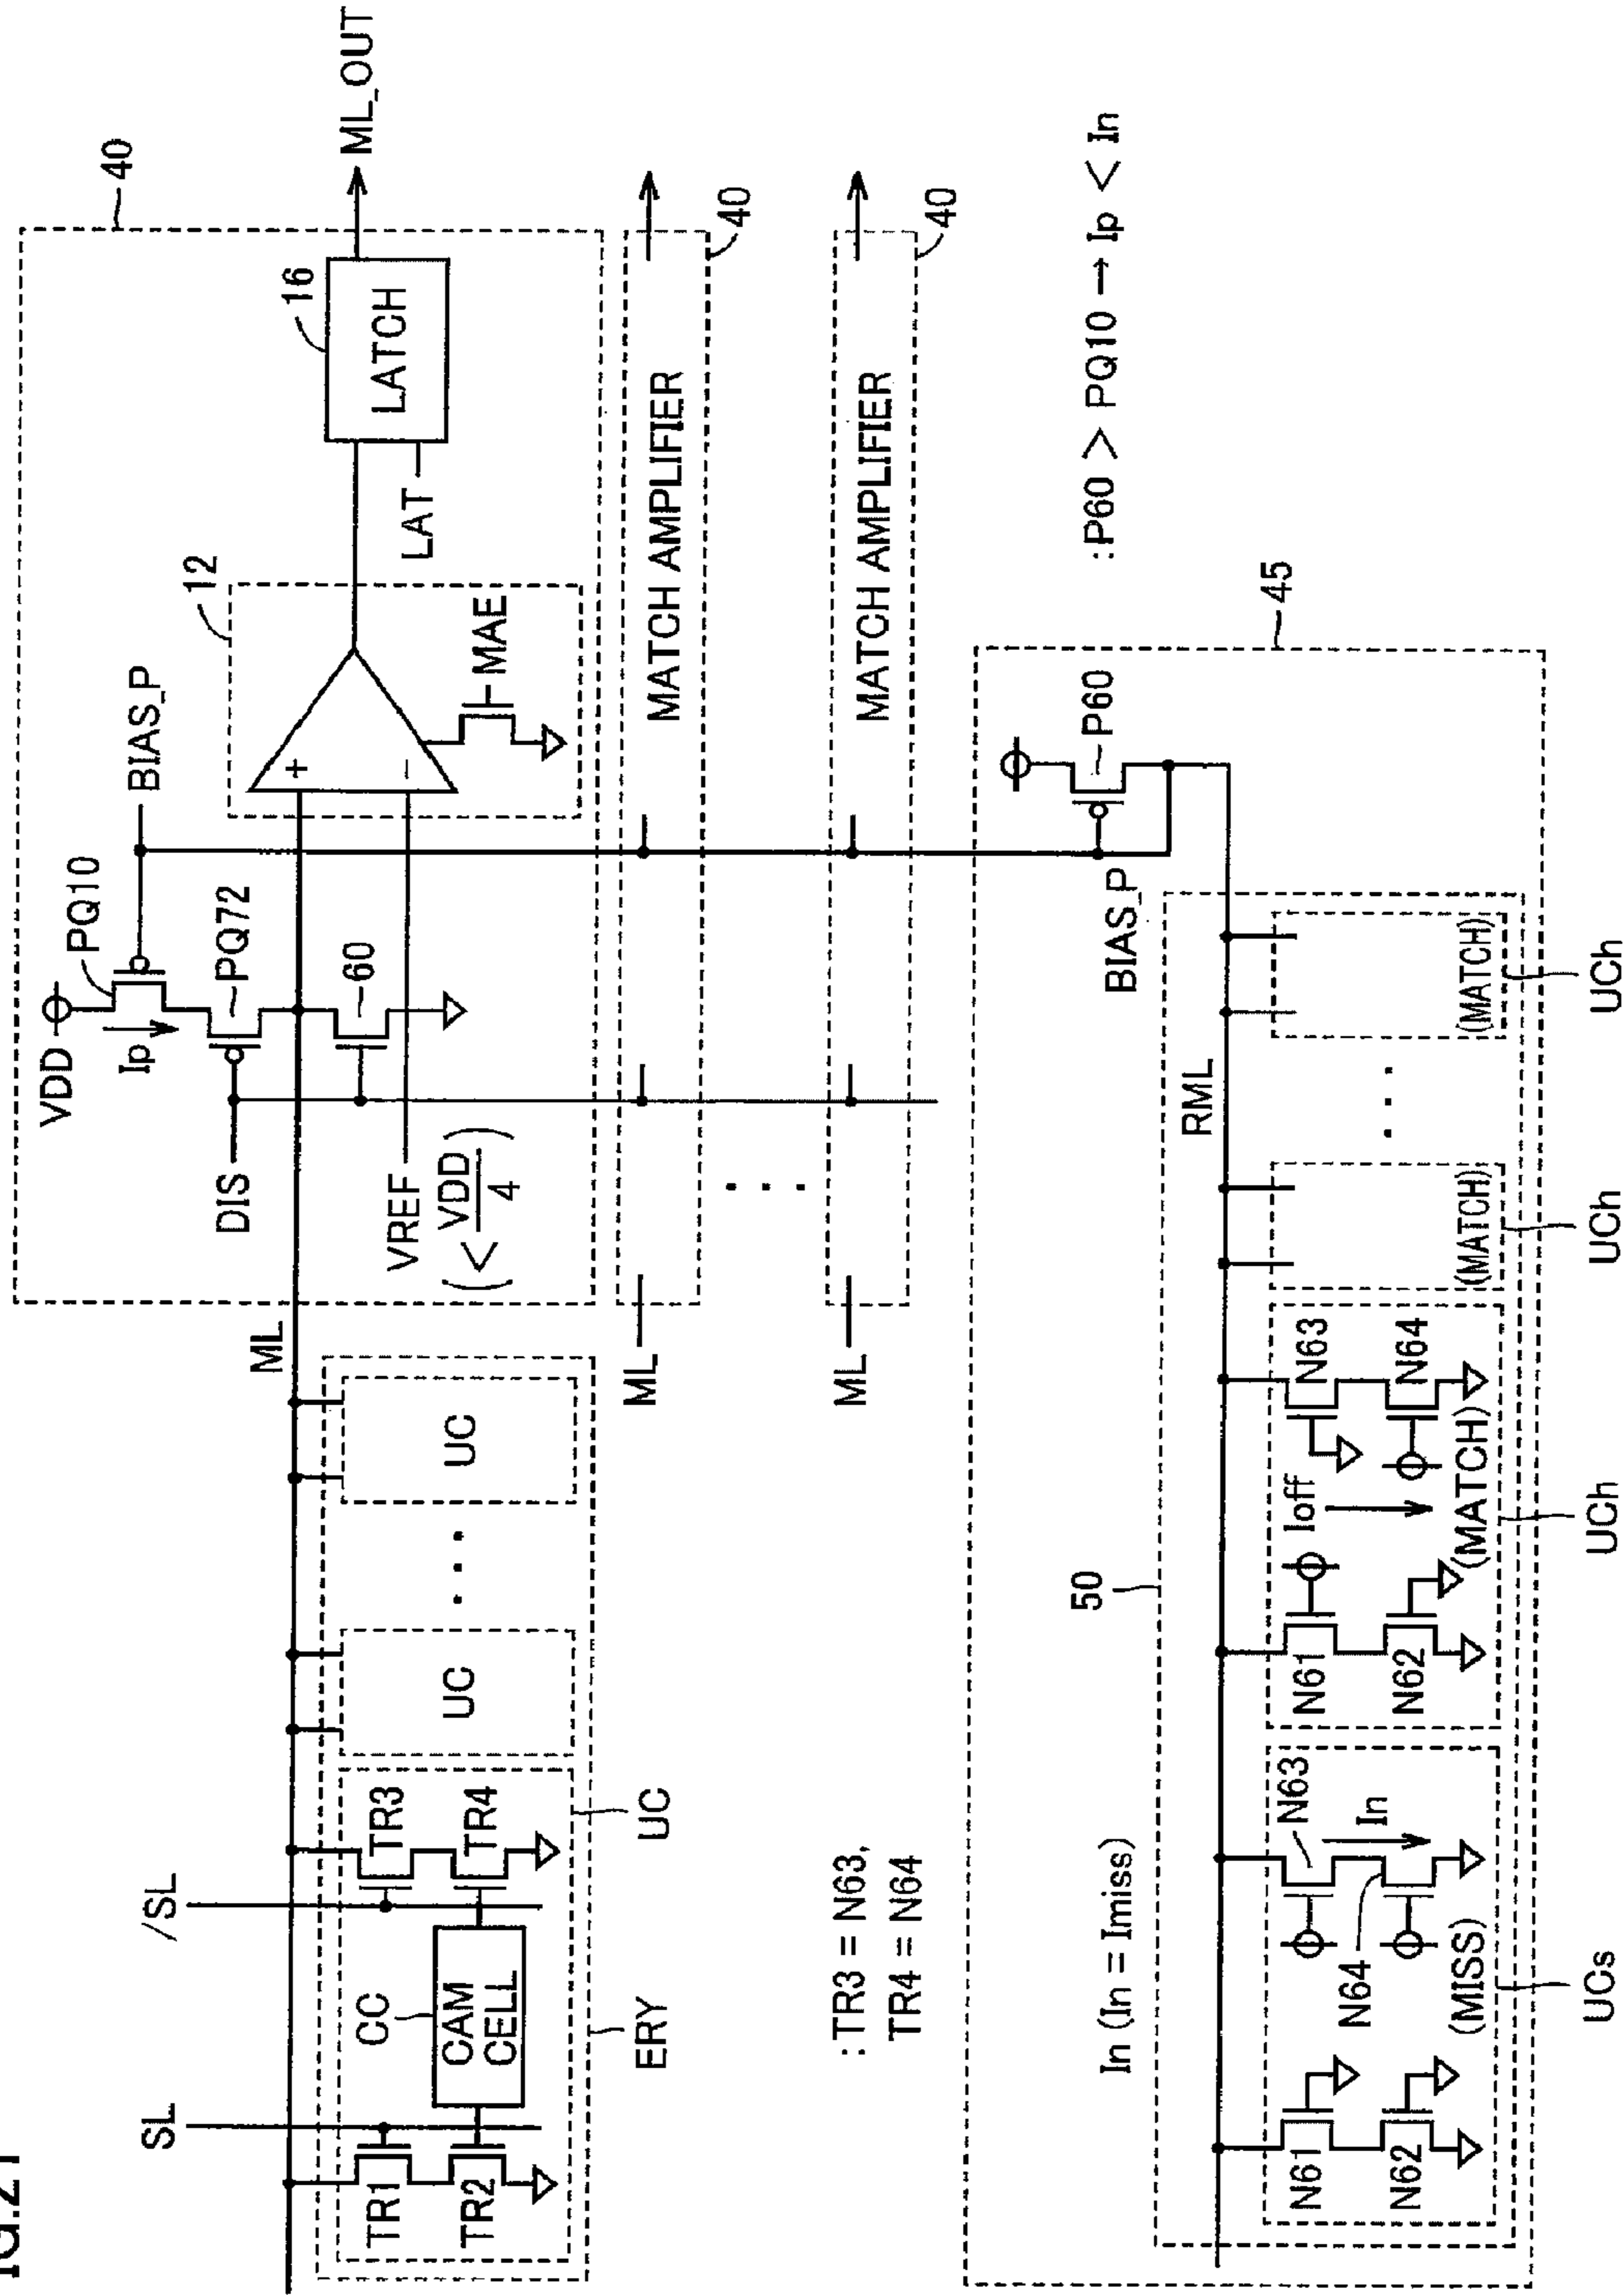 IG.21
VDD
PQ10
BIAS_P
Ip
PQ72
DIS
60
12
+
−
MAE
16
LATCH
LAT
ML_OUT
40
VREF
(< VDD/4)
ML
SL
/SL
TR1
TR2
CC
CAM
CELL
TR3
TR4
UC
UC
. . .
UC
ERY
ML
MATCH AMPLIFIER
40
. . .
ML
MATCH AMPLIFIER
40
: TR3 = N63,
TR4 = N64
:P60 > PQ10 → Ip < In
45
P60
BIAS_P
50
In (In = Imiss)
RML
N61
N62
N63
N64
In
(MISS)
UCs
N61
N62
Ioff
N63
N64
(MATCH)
UCh
(MATCH)
UCh
. . .
(MATCH)
UCh